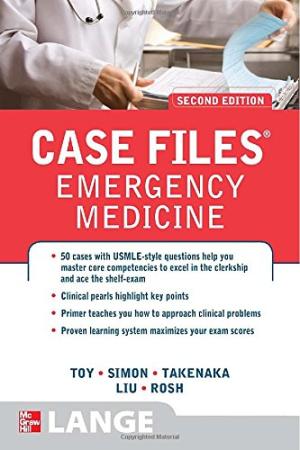 SECOND EDITION
CASE FILES®
EMERGENCY
MEDICINE
• 50 cases with USMLE-style questions help you
master core competencies to excel in the clerkship
and ace the shelf-exam
• Clinical pearls highlight key points
• Primer teaches you how to approach clinical problems
• Proven learning system maximizes your exam scores
TOY • SIMON • TAKENAKA
LIU • ROSH
Mc
Graw
Hill
LANGE